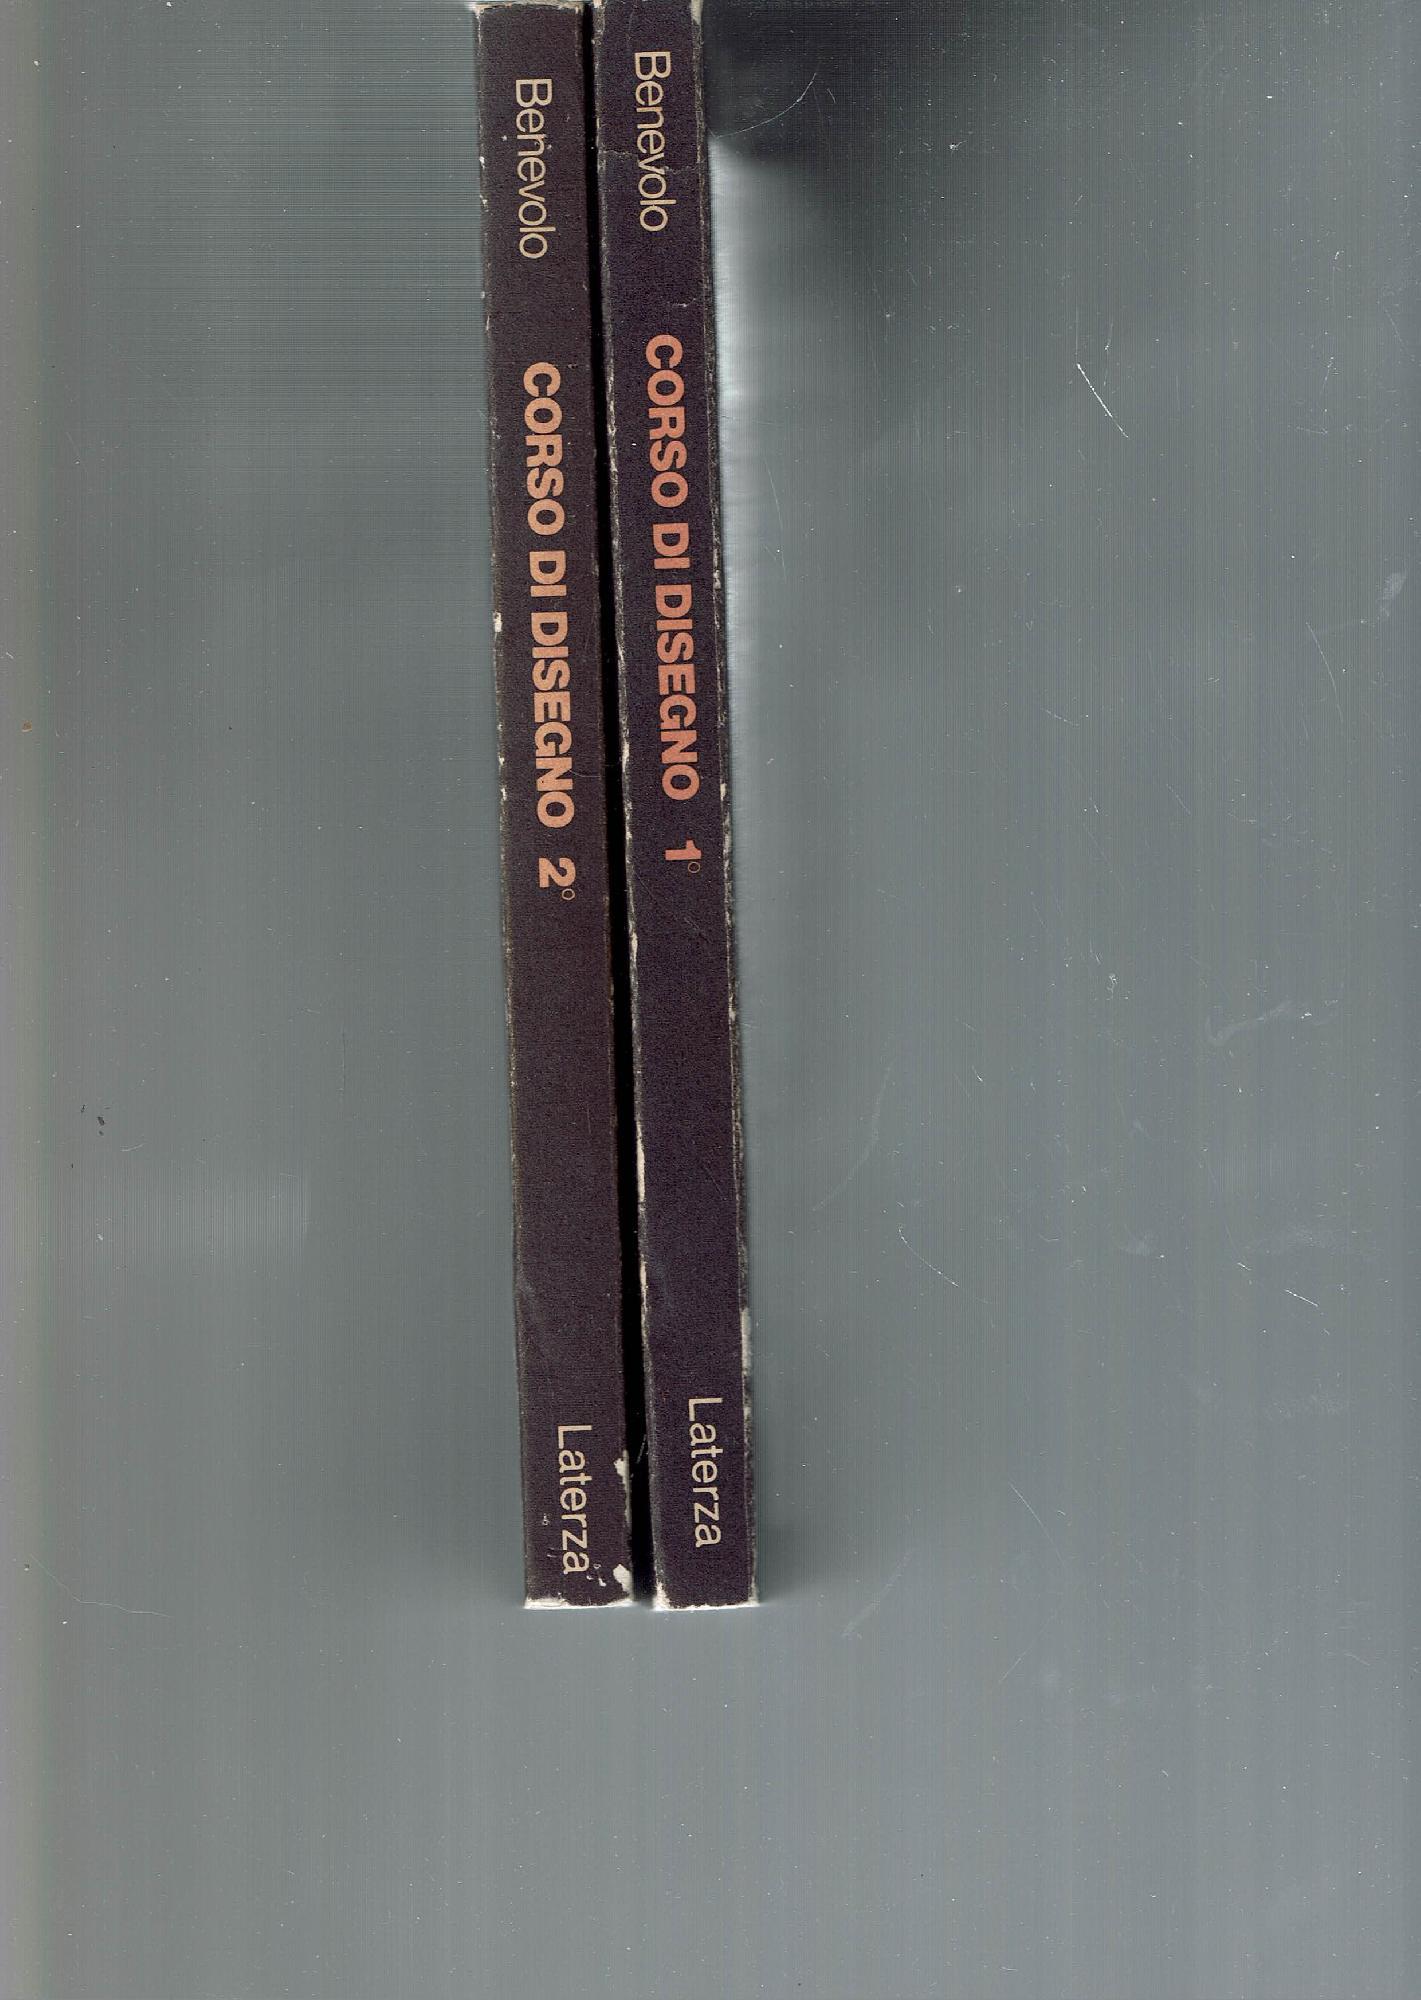 Benevolo CORSO DI DISEGNO 2° Laterza
Benevolo CORSO DI DISEGNO 1° Laterza